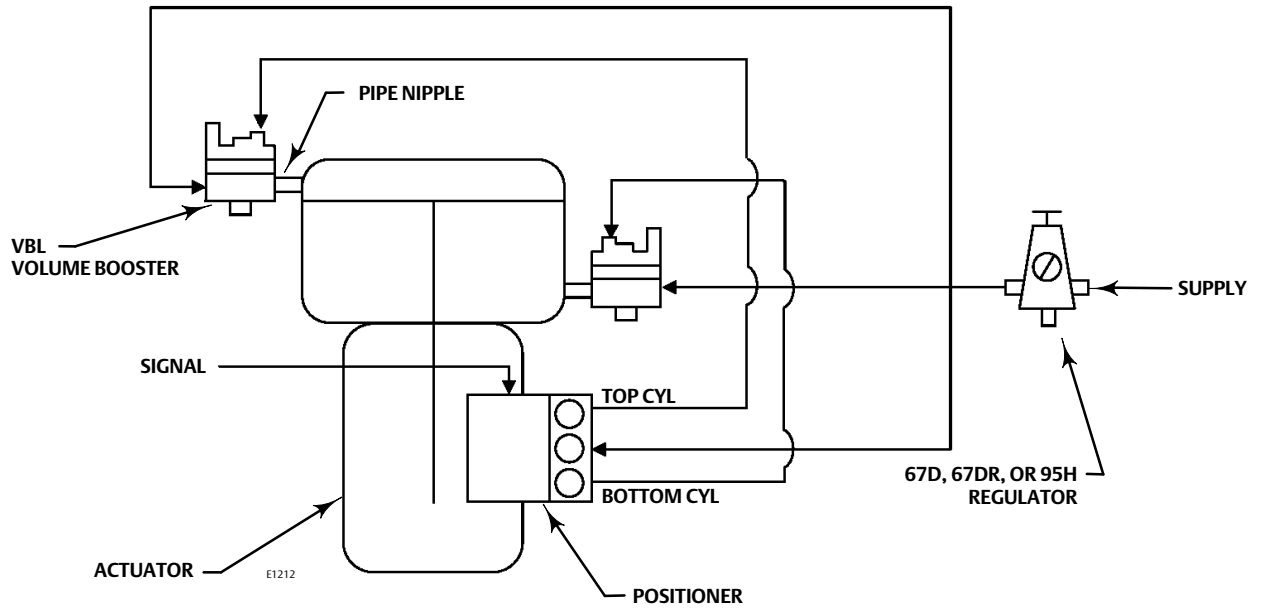 PIPE NIPPLE
VBL
VOLUME BOOSTER
SUPPLY
SIGNAL
TOP CYL
67D, 67DR, OR 95H
REGULATOR
BOTTOM CYL
ACTUATOR
E1212
POSITIONER